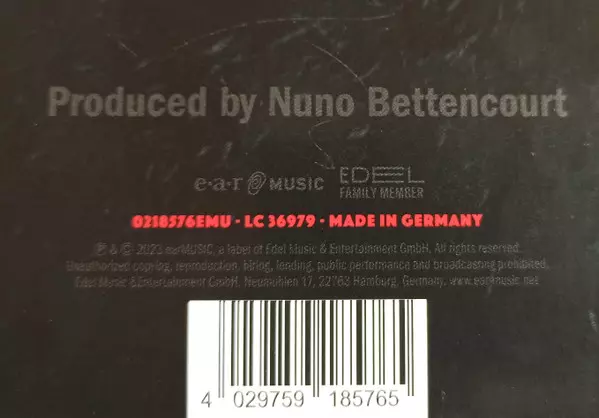 Produced by Nuno Bettencourt
e·a·r MUSIC
EDEL
FAMILY MEMBER
0218576EMU · LC 36979 · MADE IN GERMANY
℗ & © 2023 earMUSIC, a label of Edel Music & Entertainment GmbH. All rights reserved.
Unauthorized copying, reproduction, hiring, lending, public performance and broadcasting prohibited.
Edel Music & Entertainment GmbH, Neumühlen 17, 22763 Hamburg, Germany. www.ear-music.net
4 029759 185765